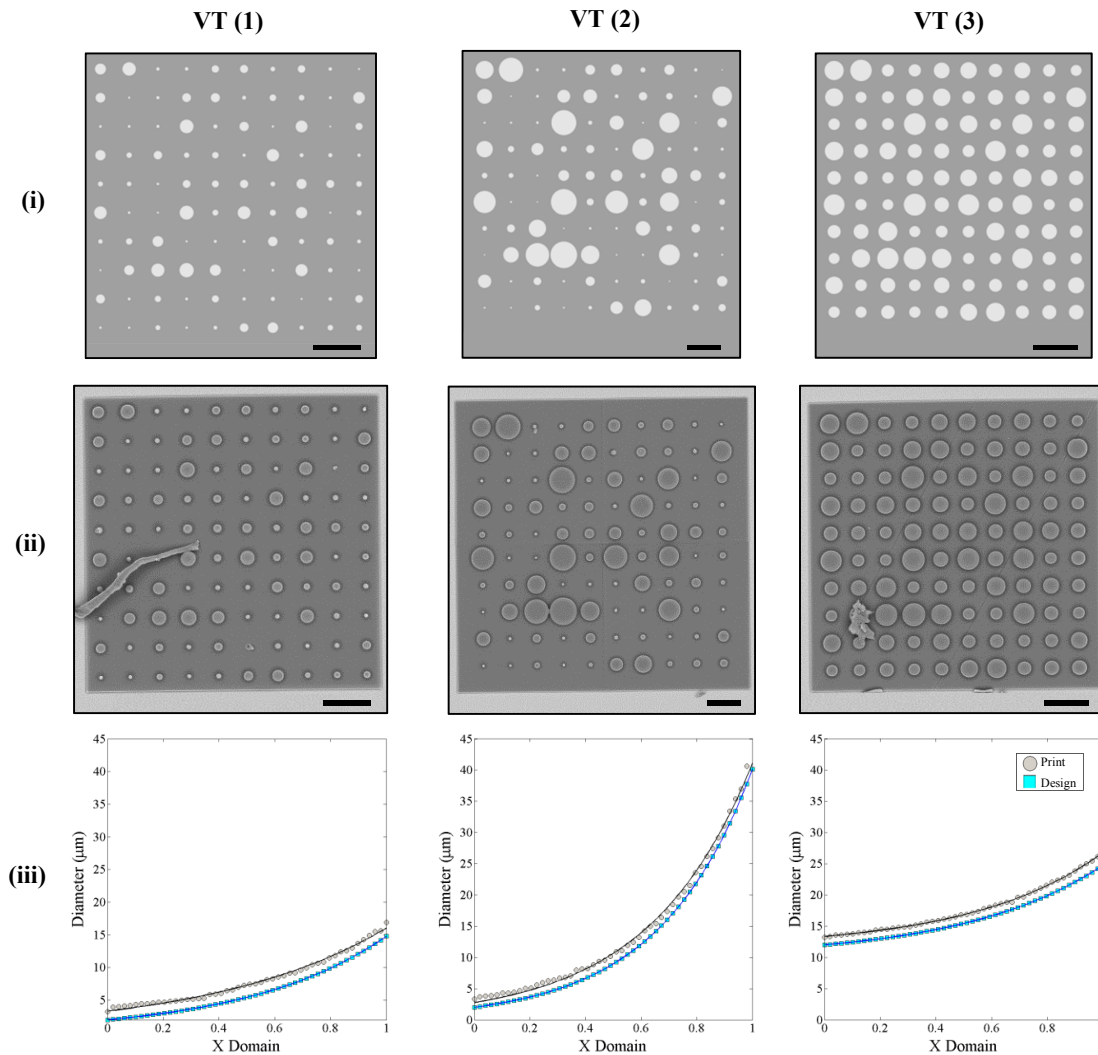 VT (1) VT (2) VT (3)
(i)
(ii)
(iii)
45 45 45
40 40 40
35 35 35
30 30 30
25 25 25
20 20 20
15 15 15
10 10 10
5 5 5
0 0
Diameter (μm) Diameter (μm) Diameter (μm)
Print
Design
0 0.2 0.4 0.6 0.8 1 0 0.2 0.4 0.6 0.8 1 0 0.2 0.4 0.6 0.8
X Domain X Domain X Domain